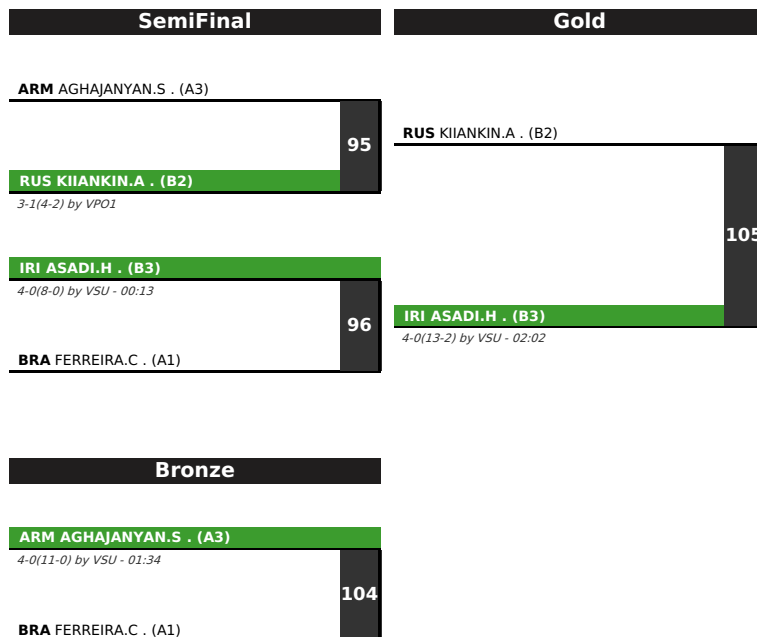 SemiFinal
ARM AGHAJANYAN.S . (A3)
95
RUS KIIANKIN.A . (B2)
3-1(4-2) by VPO1
IRI ASADI.H . (B3)
4-0(8-0) by VSU - 00:13
96
BRA FERREIRA.C . (A1)
Gold
RUS KIIANKIN.A . (B2)
105
IRI ASADI.H . (B3)
4-0(13-2) by VSU - 02:02
Bronze
ARM AGHAJANYAN.S . (A3)
4-0(11-0) by VSU - 01:34
104
BRA FERREIRA.C . (A1)